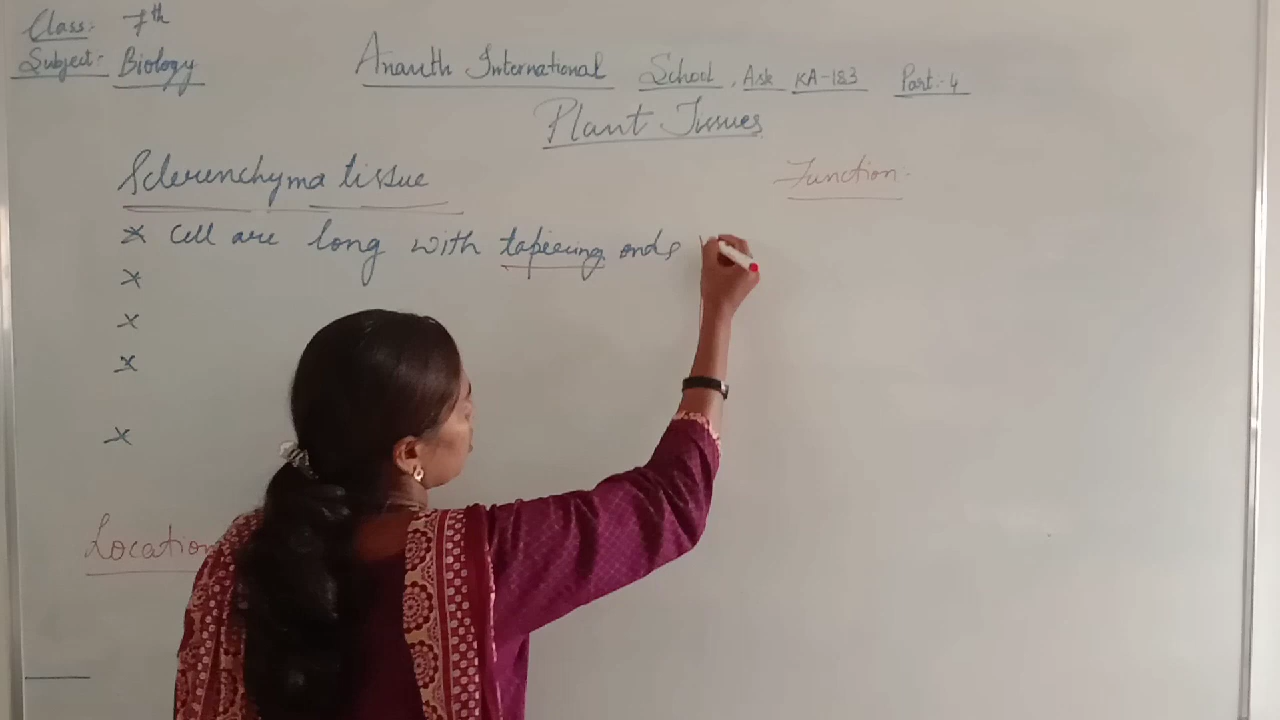 Class:- 7th
Subject:- Biology
Ananth International School, Ask KA-183 Part:-4
Plant Tissues
Sclerenchyma tissue
Function-
* Cell are long with tapering ends
*
*
*
*
Location